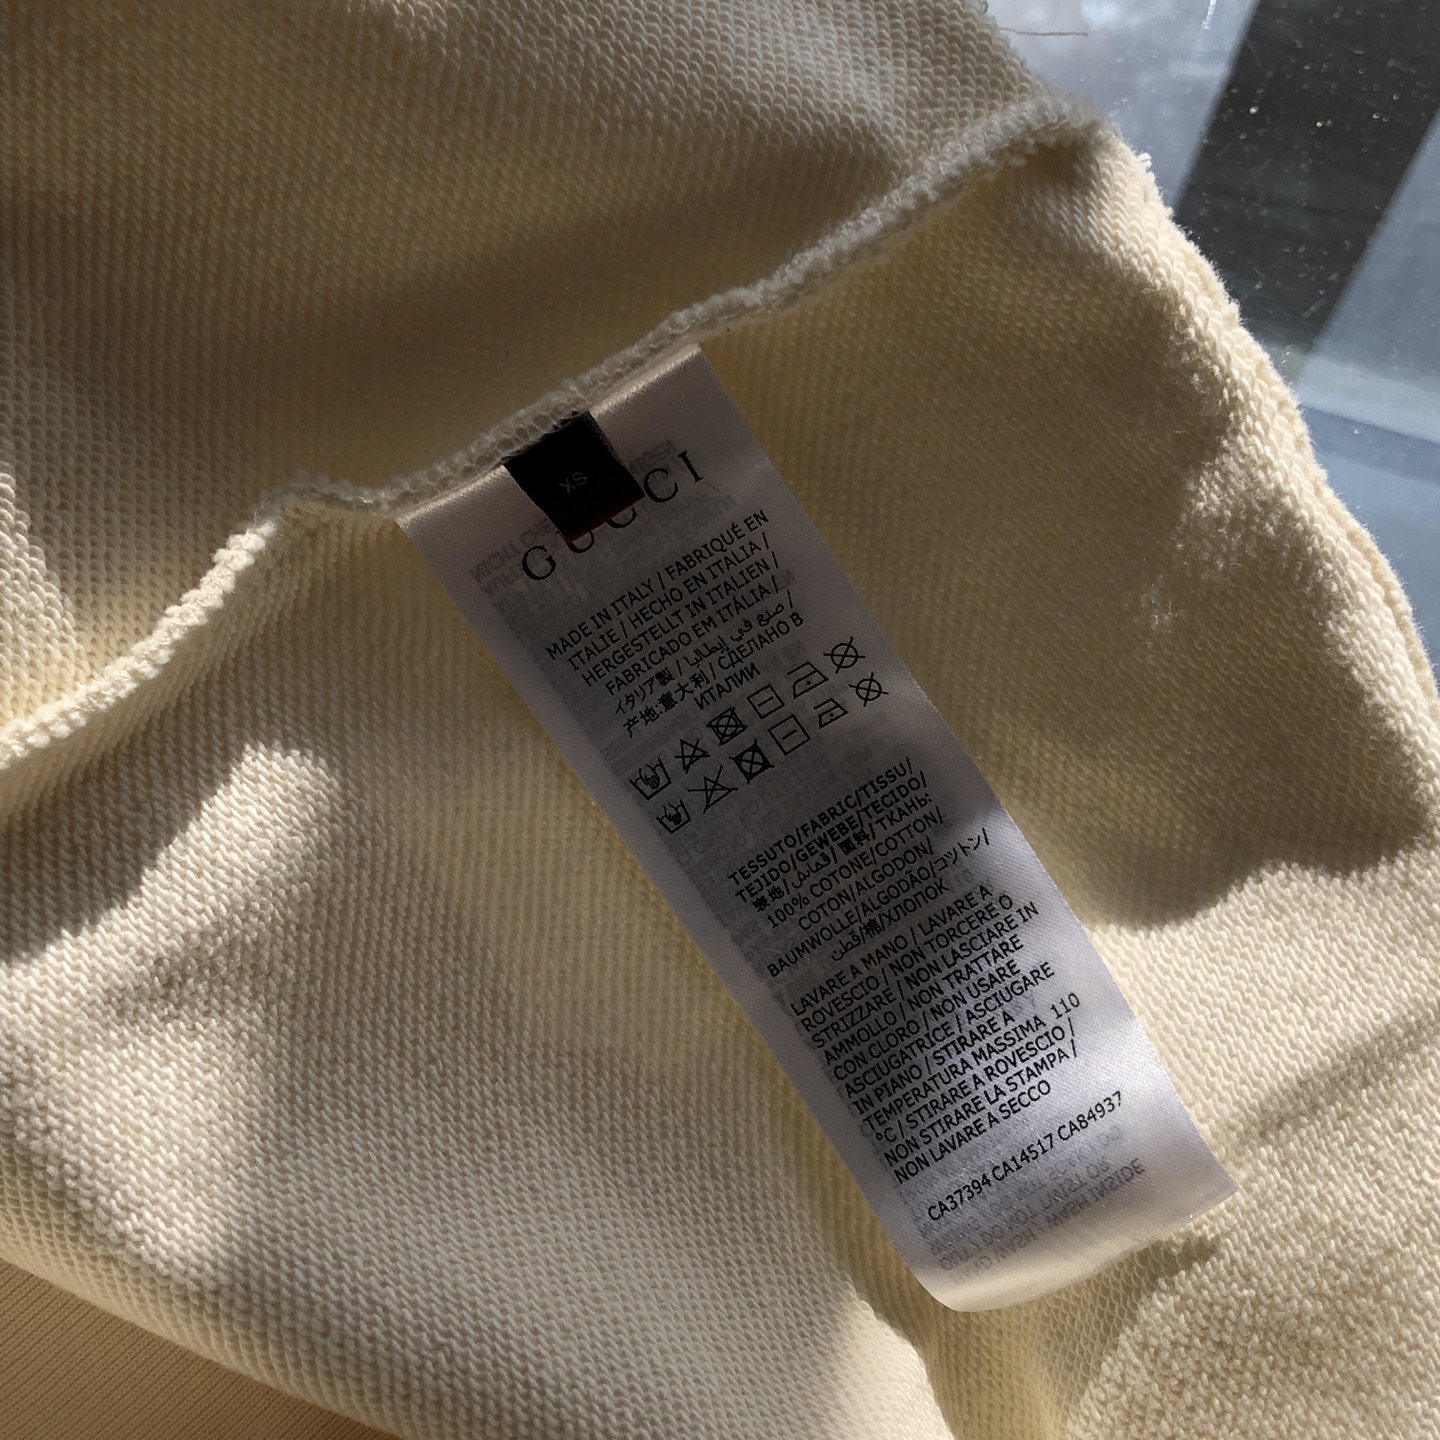 XS
GUCCI
MADE IN ITALY / FABRIQUÉ EN
ITALIE / HECHO EN ITALIA /
HERGESTELLT IN ITALIEN /
FABRICADO EM ITÁLIA /
イタリア製 / صنع في إيطاليا /
产地:意大利 / СДЕЛАНО В
ИТАЛИИ
TESSUTO/FABRIC/TISSU/
TEJIDO/GEWEBE/TECIDO/
表地/قماش/面料/ТКАНЬ:
100% COTONE/COTTON/
COTON/ALGODON/
BAUMWOLLE/ALGODÃO/コットン/
قطن/棉/ХЛОПОК
LAVARE A MANO / LAVARE A
ROVESCIO / NON TORCERE O
STRIZZARE / NON LASCIARE IN
AMMOLLO / NON TRATTARE
CON CLORO / NON USARE
ASCIUGATRICE / ASCIUGARE
IN PIANO / STIRARE A
TEMPERATURA MASSIMA 110
°C / STIRARE A ROVESCIO /
NON STIRARE LA STAMPA /
NON LAVARE A SECCO
CA37394 CA14517 CA84937